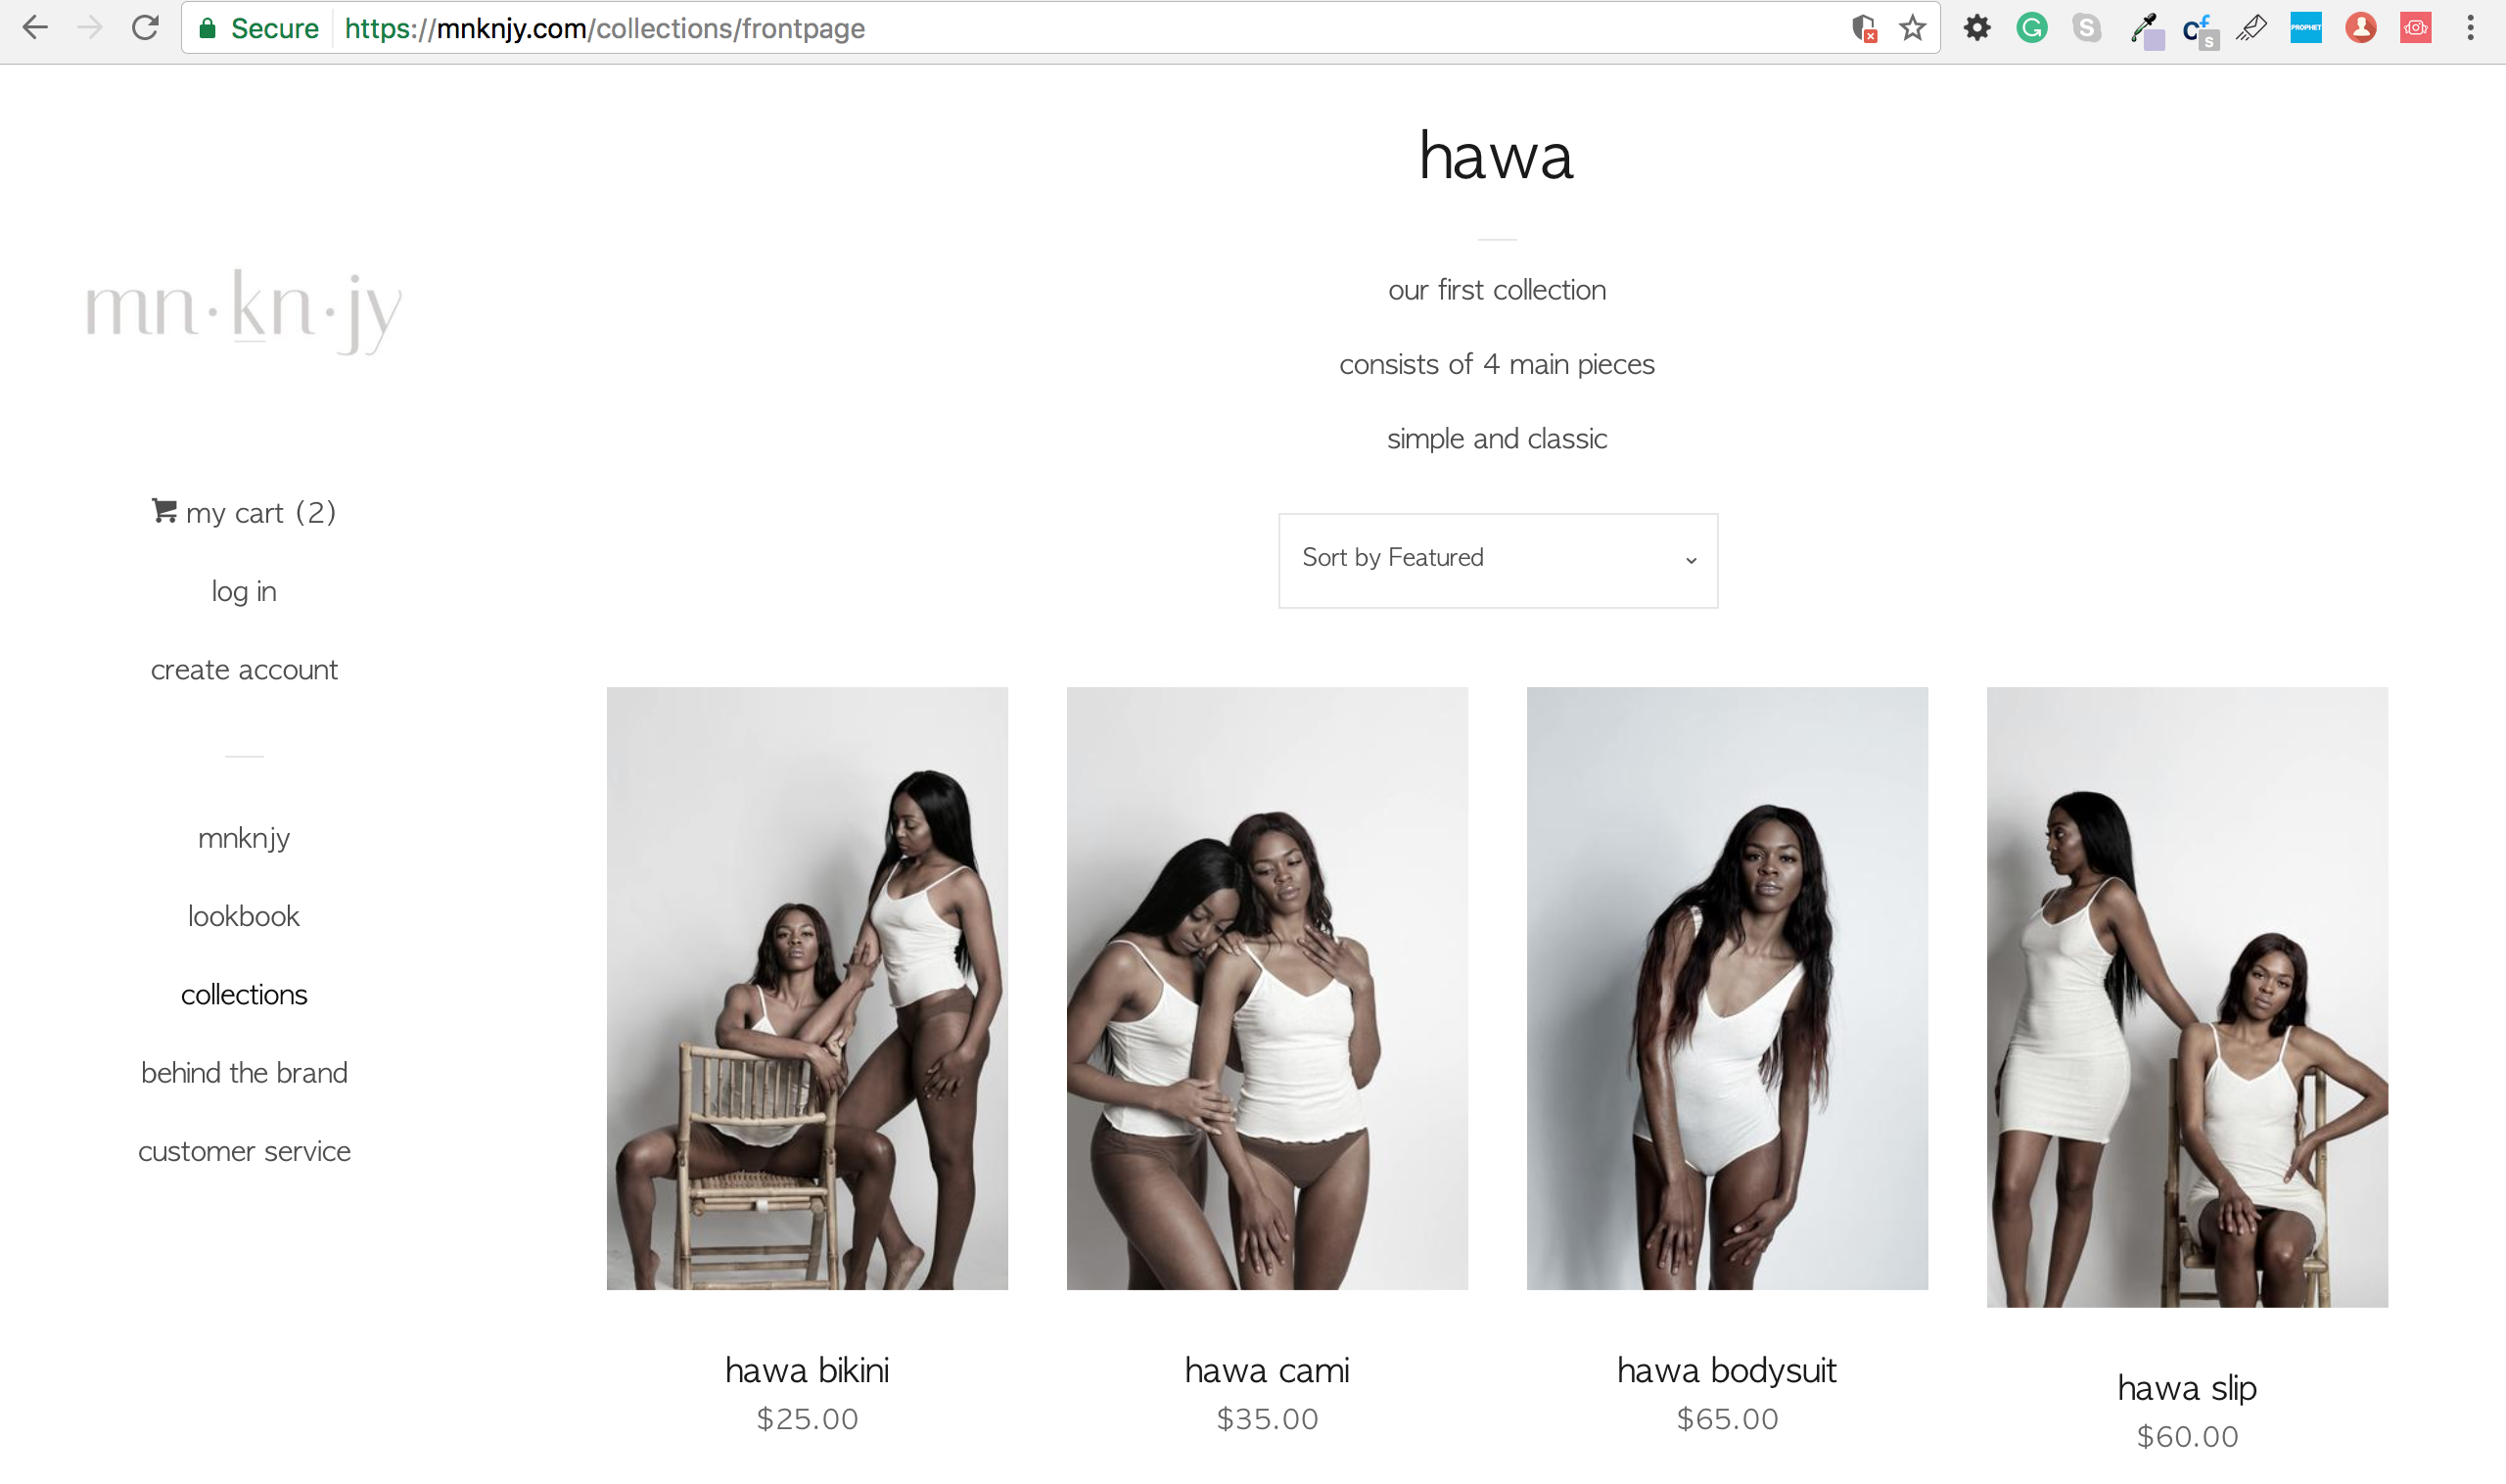 Secure https://mnknjy.com/collections/frontpage
S
PROPHET
hawa
our first collection
consists of 4 main pieces
simple and classic
Sort by Featured
mn·kn·jy
my cart (2)
log in
create account
mnknjy
lookbook
collections
behind the brand
customer service
hawa bikini
$25.00
hawa cami
$35.00
hawa bodysuit
$65.00
hawa slip
$60.00